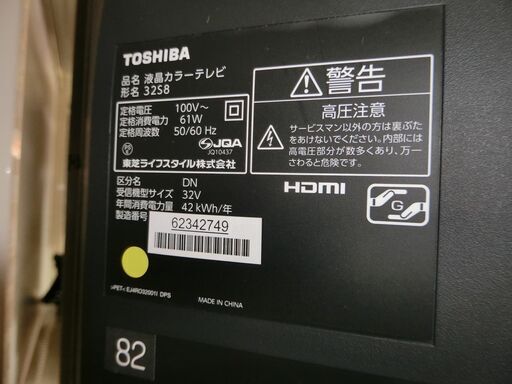 TOSHIBA
品名 液晶カラーテレビ
形名 32S8
定格電圧 100V～
定格消費電力 61W
定格周波数 50/60 Hz
JQA
JQ10437
東芝ライフスタイル株式会社
区分名 DN
受信機型サイズ 32V
年間消費電力量 42 kWh/年
製造番号
62342749
警告
高圧注意
サービスマン以外の方は裏ぶた
をあけないでください。内部には
高電圧部分が数多くあり、万一
さわると危険です。
HDMI
G
>PET< DPS
MADE IN CHINA
82